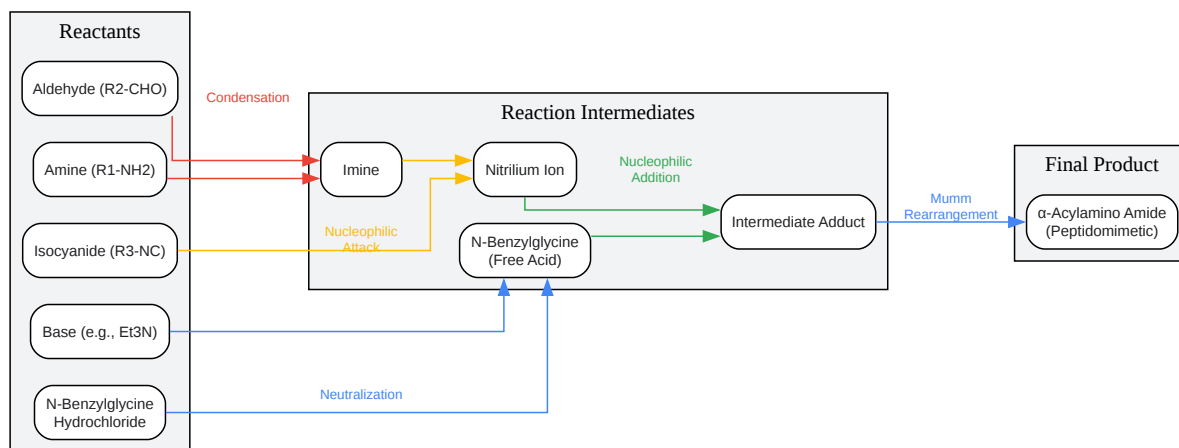 Reactants
Aldehyde (R2-CHO)
Amine (R1-NH2)
Isocyanide (R3-NC)
Base (e.g., Et3N)
N-Benzylglycine
Hydrochloride
Condensation
Nucleophilic
Attack
Neutralization
Reaction Intermediates
Imine
Nitrilium Ion
N-Benzylglycine
(Free Acid)
Nucleophilic
Addition
Intermediate Adduct
Mumm
Rearrangement
Final Product
α-Acylamino Amide
(Peptidomimetic)